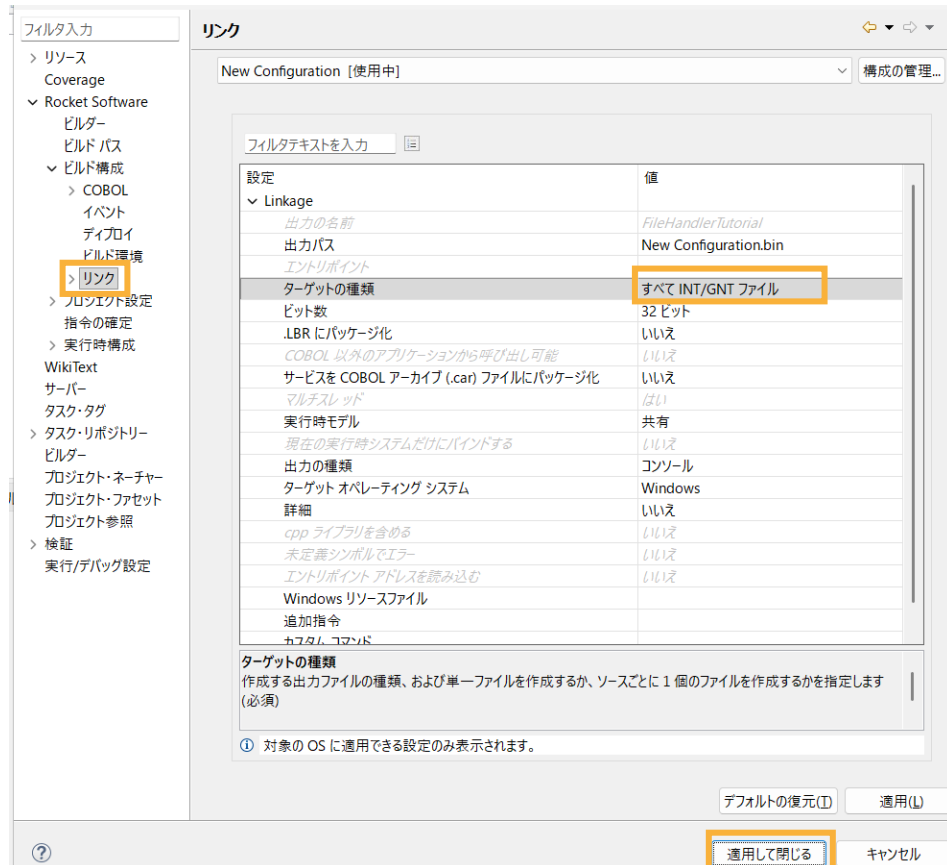 フィルタ入力
リソース
Coverage
Rocket Software
ビルダー
ビルド パス
ビルド構成
COBOL
イベント
ディプロイ
ビルド環境
リンク
プロジェクト設定
指令の確定
実行時構成
WikiText
サーバー
タスク・タグ
タスク・リポジトリー
ビルダー
プロジェクト・ネーチャー
プロジェクト・ファセット
プロジェクト参照
検証
実行/デバッグ設定
リンク
New Configuration [使用中]
構成の管理...
フィルタテキストを入力
設定 値
Linkage
出力の名前 FileHandlerTutorial
出力パス New Configuration.bin
エントリポイント
ターゲットの種類 すべて INT/GNT ファイル
ビット数 32 ビット
.LBR にパッケージ化 いいえ
COBOL 以外のアプリケーションから呼び出し可能 いいえ
サービスを COBOL アーカイブ (.car) ファイルにパッケージ化 いいえ
マルチスレッド はい
実行時モデル 共有
現在の実行時システムだけにバインドする いいえ
出力の種類 コンソール
ターゲット オペレーティング システム Windows
詳細 いいえ
cpp ライブラリを含める いいえ
未定義シンボルでエラー いいえ
エントリポイント アドレスを読み込む いいえ
Windows リソースファイル
追加指令
カスタム コマンド
ターゲットの種類
作成する出力ファイルの種類、および単一ファイルを作成するか、ソースごとに 1 個のファイルを作成するかを指定します
(必須)
対象の OS に適用できる設定のみ表示されます。
デフォルトの復元(T) 適用(L)
適用して閉じる キャンセル